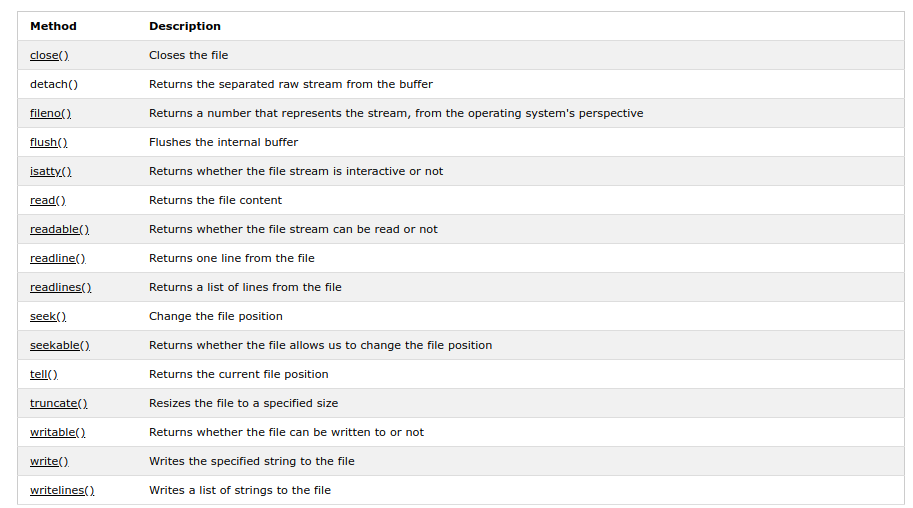 Method Description
close() Closes the file
detach() Returns the separated raw stream from the buffer
fileno() Returns a number that represents the stream, from the operating system's perspective
flush() Flushes the internal buffer
isatty() Returns whether the file stream is interactive or not
read() Returns the file content
readable() Returns whether the file stream can be read or not
readline() Returns one line from the file
readlines() Returns a list of lines from the file
seek() Change the file position
seekable() Returns whether the file allows us to change the file position
tell() Returns the current file position
truncate() Resizes the file to a specified size
writable() Returns whether the file can be written to or not
write() Writes the specified string to the file
writelines() Writes a list of strings to the file